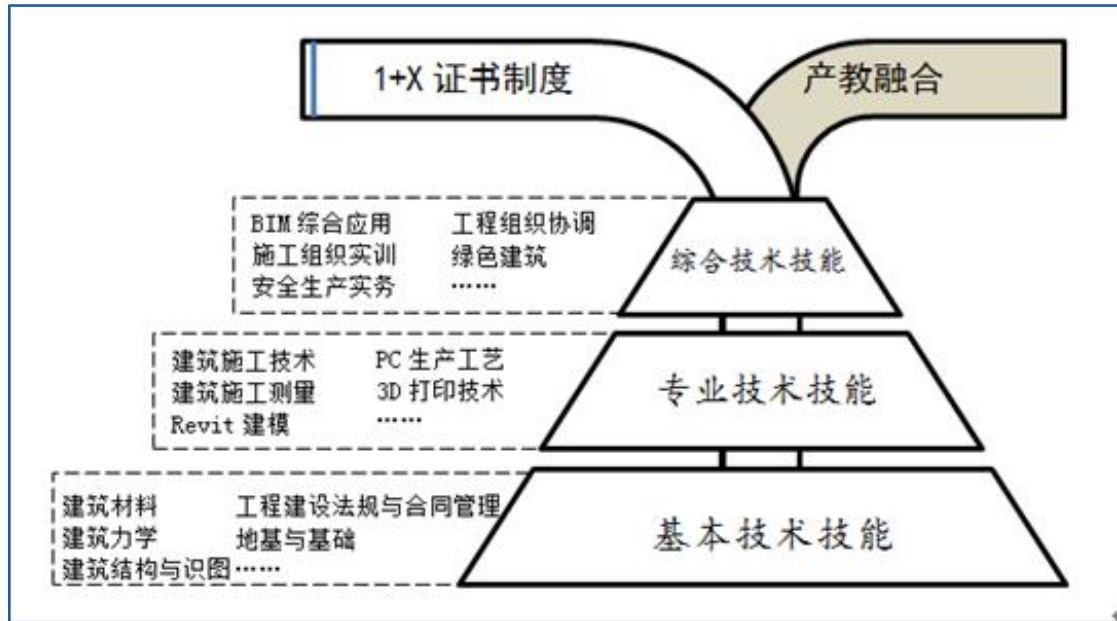 1+X 证书制度
产教融合
BIM 综合应用 工程组织协调
施工组织实训 绿色建筑
安全生产实务 ……
综合技术技能
建筑施工技术 PC 生产工艺
建筑施工测量 3D 打印技术
Revit 建模 ……
专业技术技能
建筑材料 工程建设法规与合同管理
建筑力学 地基与基础
建筑结构与识图 ……
基本技术技能